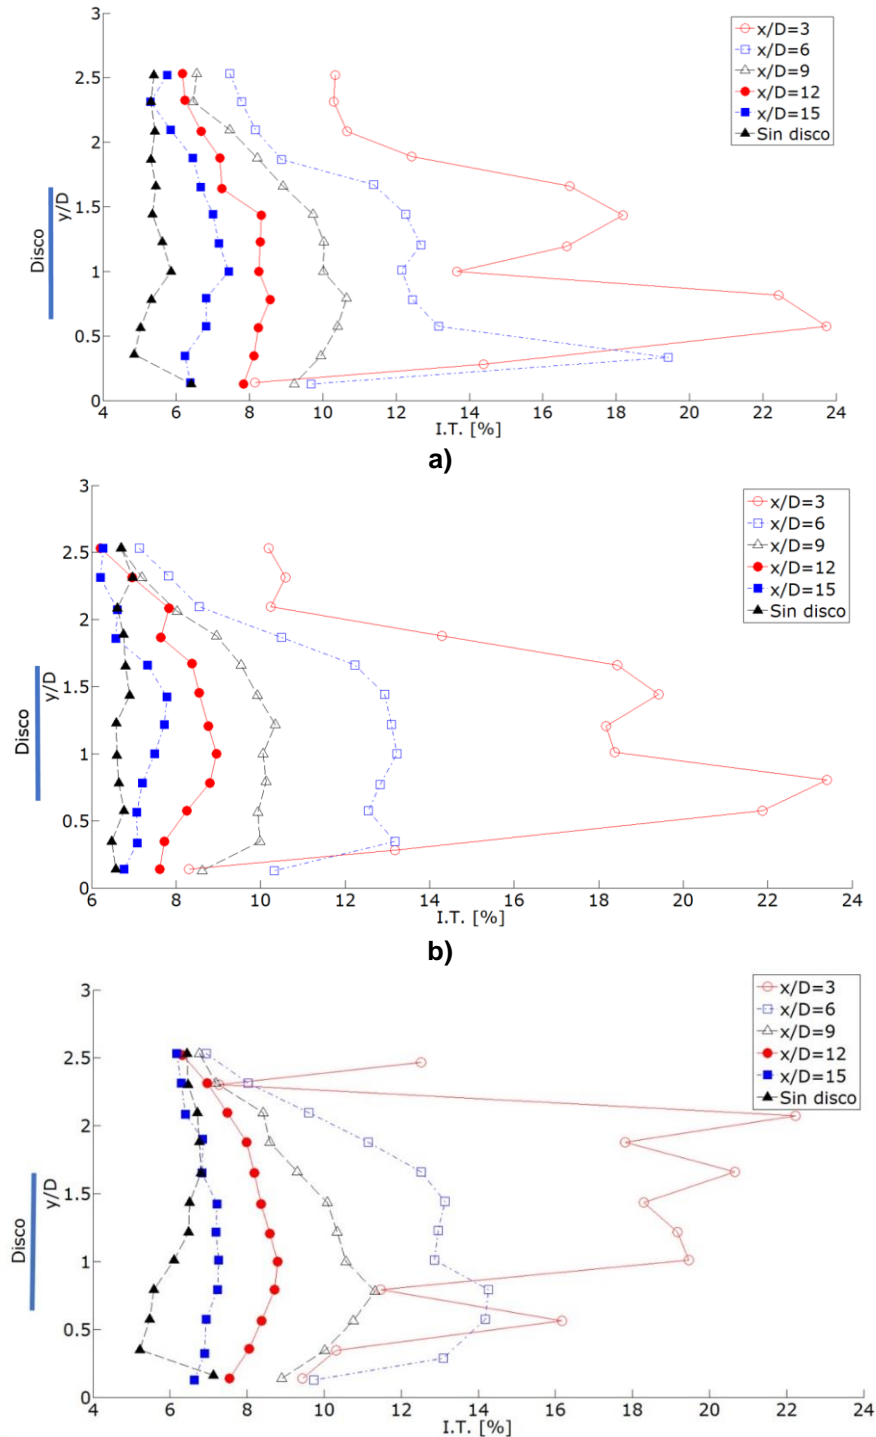 3
2.5
2
1.5
1
0.5
0
y/D
Disco
4 6 8 10 12 14 16 18 20 22 24
I.T. [%]
x/D=3
x/D=6
x/D=9
x/D=12
x/D=15
Sin disco
a)
3
2.5
2
1.5
1
0.5
0
y/D
Disco
6 8 10 12 14 16 18 20 22 24
I.T. [%]
x/D=3
x/D=6
x/D=9
x/D=12
x/D=15
Sin disco
b)
3
2.5
2
1.5
1
0.5
0
y/D
Disco
4 6 8 10 12 14 16 18 20 22 24
I.T. [%]
x/D=3
x/D=6
x/D=9
x/D=12
x/D=15
Sin disco